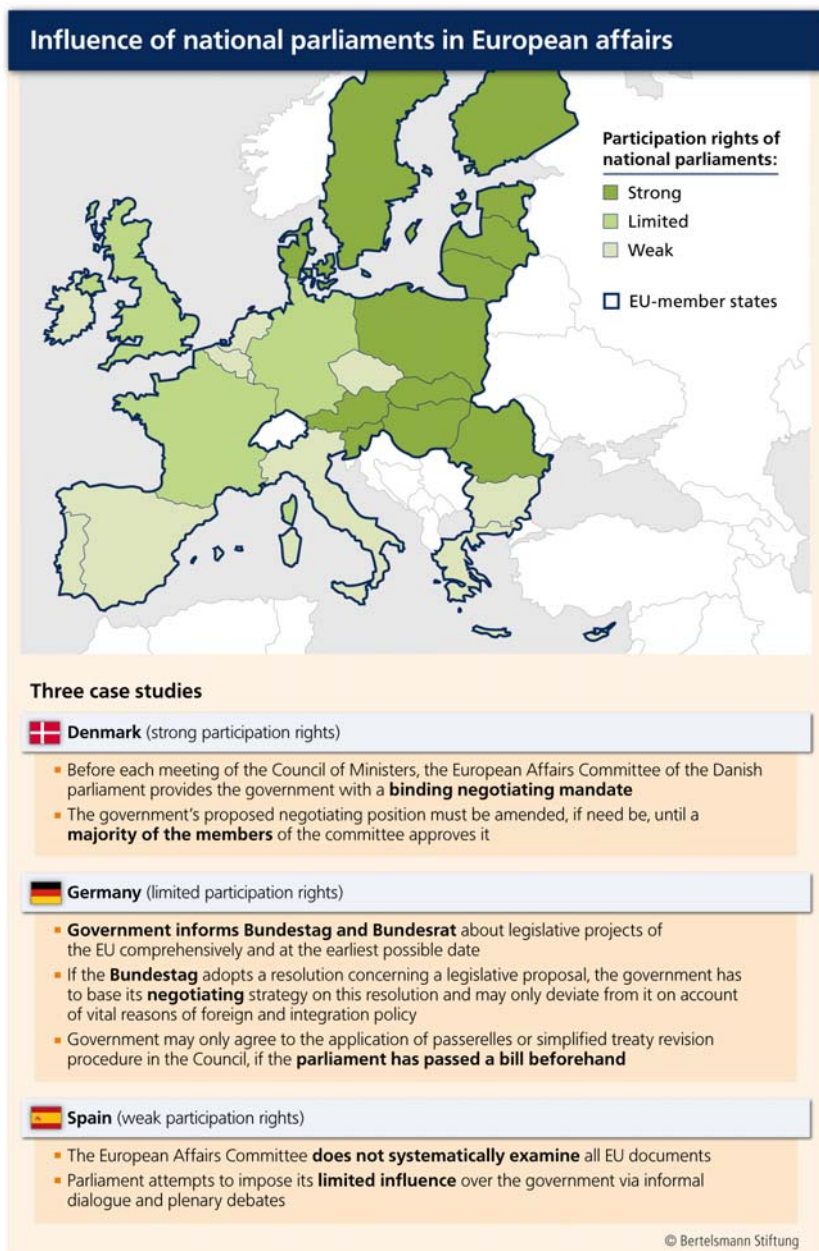 Influence of national parliaments in European affairs
Participation rights of
national parliaments:
Strong
Limited
Weak
EU-member states
Three case studies
Denmark (strong participation rights)
Before each meeting of the Council of Ministers, the European Affairs Committee of the Danish
parliament provides the government with a binding negotiating mandate
The government's proposed negotiating position must be amended, if need be, until a
majority of the members of the committee approves it
Germany (limited participation rights)
Government informs Bundestag and Bundesrat about legislative projects of
the EU comprehensively and at the earliest possible date
If the Bundestag adopts a resolution concerning a legislative proposal, the government has
to base its negotiating strategy on this resolution and may only deviate from it on account
of vital reasons of foreign and integration policy
Government may only agree to the application of passerelles or simplified treaty revision
procedure in the Council, if the parliament has passed a bill beforehand
Spain (weak participation rights)
The European Affairs Committee does not systematically examine all EU documents
Parliament attempts to impose its limited influence over the government via informal
dialogue and plenary debates
© Bertelsmann Stiftung